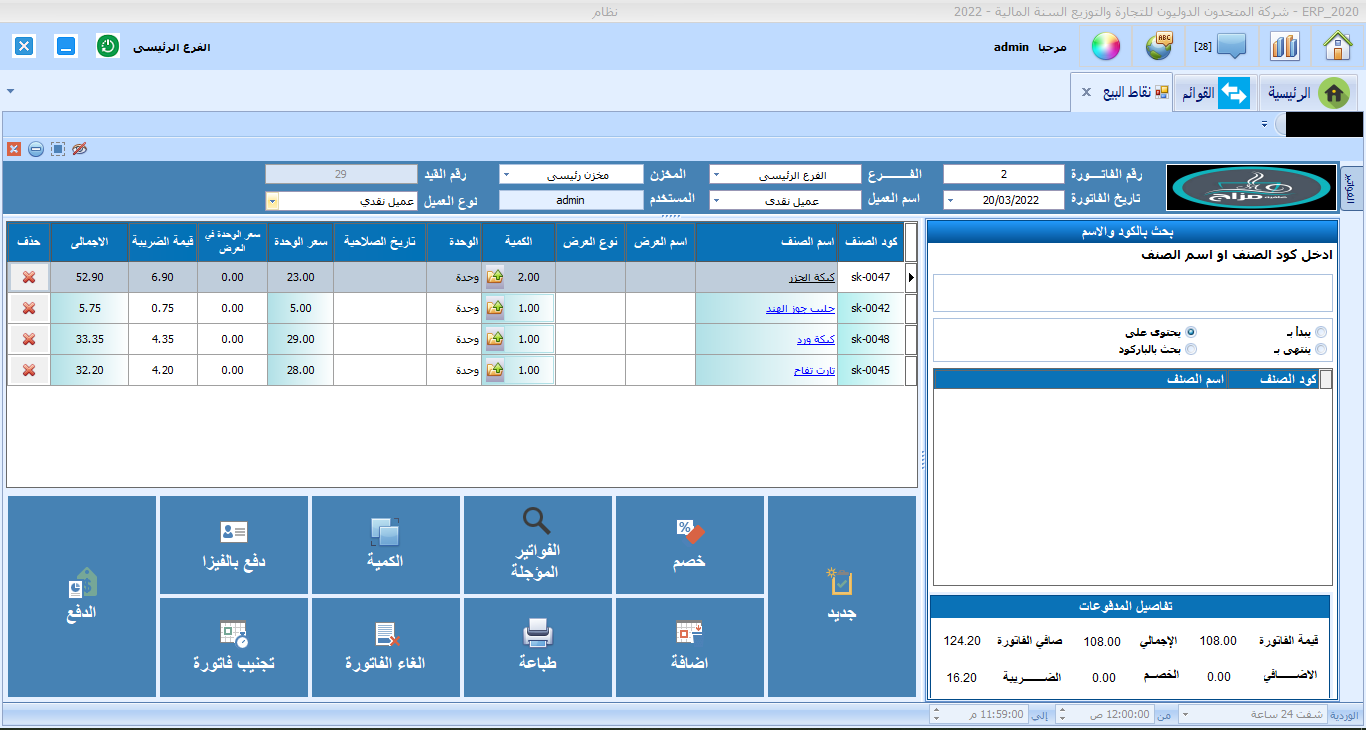 ERP_2020 - شركة المتحدون الدوليون للتجارة والتوزيع السنة المالية - 2022
نظام
[28]
مرحبا admin
الفرع الرئيسى
الرئيسية
القوائم
نقاط البيع
الفواتير
مزاج
رقم الفاتـــورة 2
الفـــــــرع الفرع الرئيسى
المخزن مخزن رئيسى
رقم القيد 29
تاريخ الفاتورة 20/03/2022
اسم العميل عميل نقدى
المستخدم admin
نوع العميل عميل نقدي
بحث بالكود والاسم
ادخل كود الصنف او اسم الصنف
يبدأ بـ يحتوى على
ينتهى بـ بحث بالباركود
كود الصنف اسم الصنف
كود الصنف اسم الصنف اسم العرض نوع العرض الكمية الوحدة تاريخ الصلاحية سعر الوحدة سعر الوحدة في العرض قيمة الضريبة الاجمالى حذف
sk-0047 كيكة الجزر 2.00 وحدة 23.00 0.00 6.90 52.90
sk-0042 حليب جوز الهند 1.00 وحدة 5.00 0.00 0.75 5.75
sk-0048 كيكة ورد 1.00 وحدة 29.00 0.00 4.35 33.35
sk-0045 تارت تفاح 1.00 وحدة 28.00 0.00 4.20 32.20
جديد
خصم
الفواتير المؤجلة
الكمية
دفع بالفيزا
الدفع
اضافة
طباعة
الغاء الفاتورة
تجنيب فاتورة
تفاصيل المدفوعات
قيمة الفاتورة 108.00 الإجمالي 108.00 صافي الفاتورة 124.20
الاضـــــافي 0.00 الخصـــم 0.00 الضـــــريبة 16.20
الوردية شفت 24 ساعة من 12:00:00 ص إلي 11:59:00 م